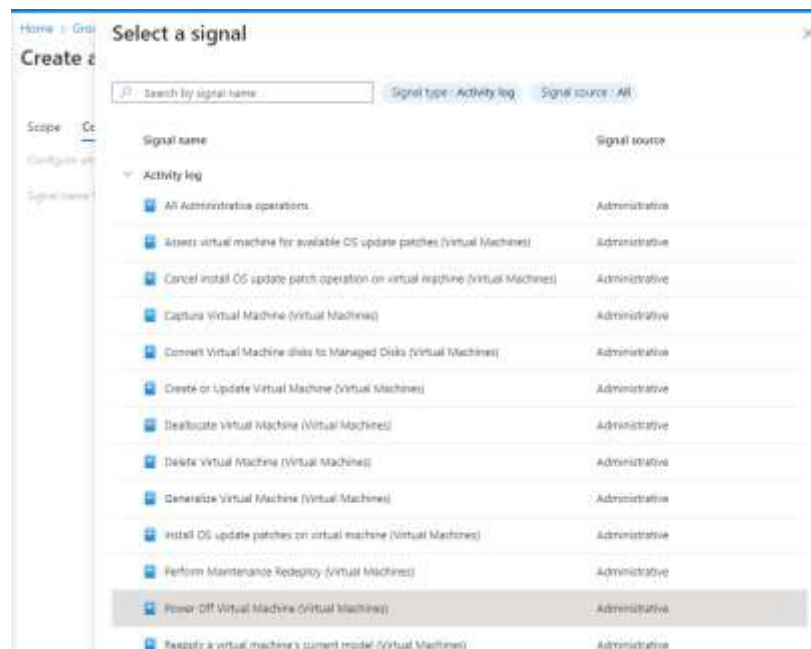 Home > Gro
Select a signal
Create a
Search by signal name
Signal type : Activity log
Signal source : All
Scope
Co
Signal name
Signal source
Configure
Activity log
Signal name
All Administrative operations
Administrative
Assess virtual machine for available OS update patches (Virtual Machines)
Administrative
Cancel install OS update patch operation on virtual machine (Virtual Machines)
Administrative
Capture Virtual Machine (Virtual Machines)
Administrative
Convert Virtual Machine disks to Managed Disks (Virtual Machines)
Administrative
Create or Update Virtual Machine (Virtual Machines)
Administrative
Deallocate Virtual Machine (Virtual Machines)
Administrative
Delete Virtual Machine (Virtual Machines)
Administrative
Generalize Virtual Machine (Virtual Machines)
Administrative
Install OS update patches on virtual machine (Virtual Machines)
Administrative
Perform Maintenance Redeploy (Virtual Machines)
Administrative
Power Off Virtual Machine (Virtual Machines)
Administrative
Reapply a virtual machine's current model (Virtual Machines)
Administrative